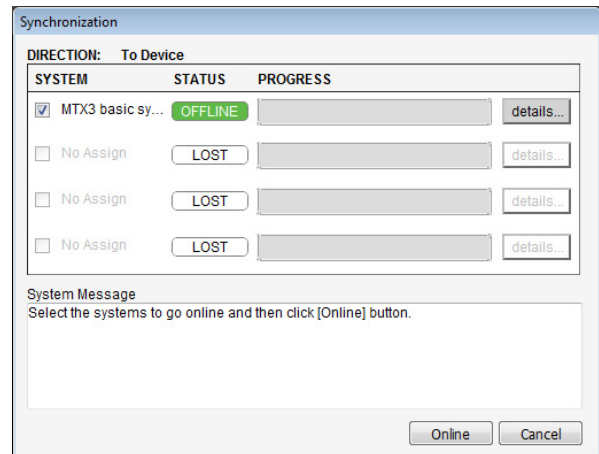 Synchronization
DIRECTION: To Device
SYSTEM STATUS PROGRESS
MTX3 basic sy... OFFLINE details...
No Assign LOST details...
No Assign LOST details...
No Assign LOST details...
System Message
Select the systems to go online and then click [Online] button.
Online Cancel